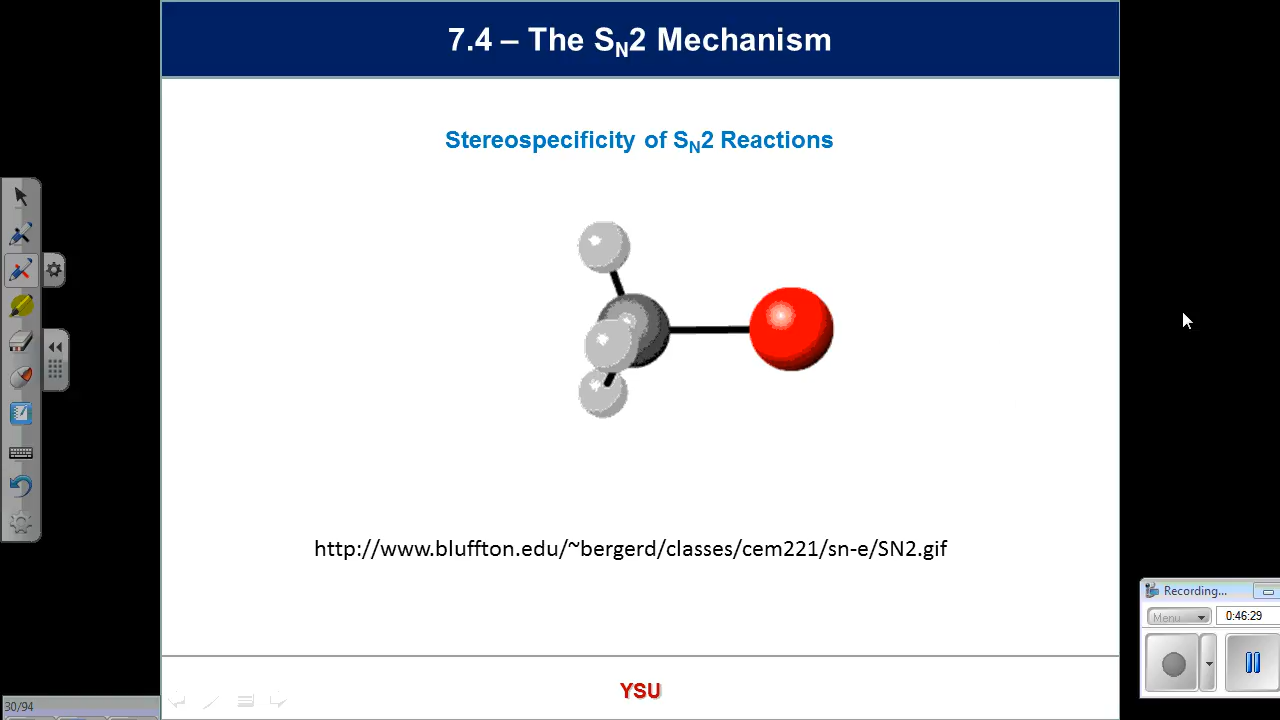 7.4 – The SN2 Mechanism
Stereospecificity of SN2 Reactions
http://www.bluffton.edu/~bergerd/classes/cem221/sn-e/SN2.gif
Recording...
Menu
0:46:29
YSU
30/94